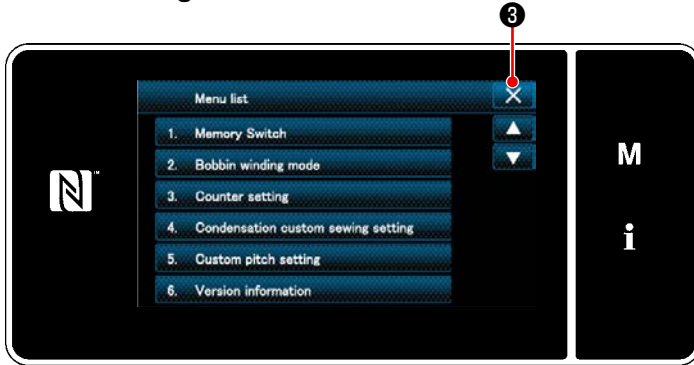 ❸
Menu list
1. Memory Switch
2. Bobbin winding mode
3. Counter setting
4. Condensation custom sewing setting
5. Custom pitch setting
6. Version information
M
i